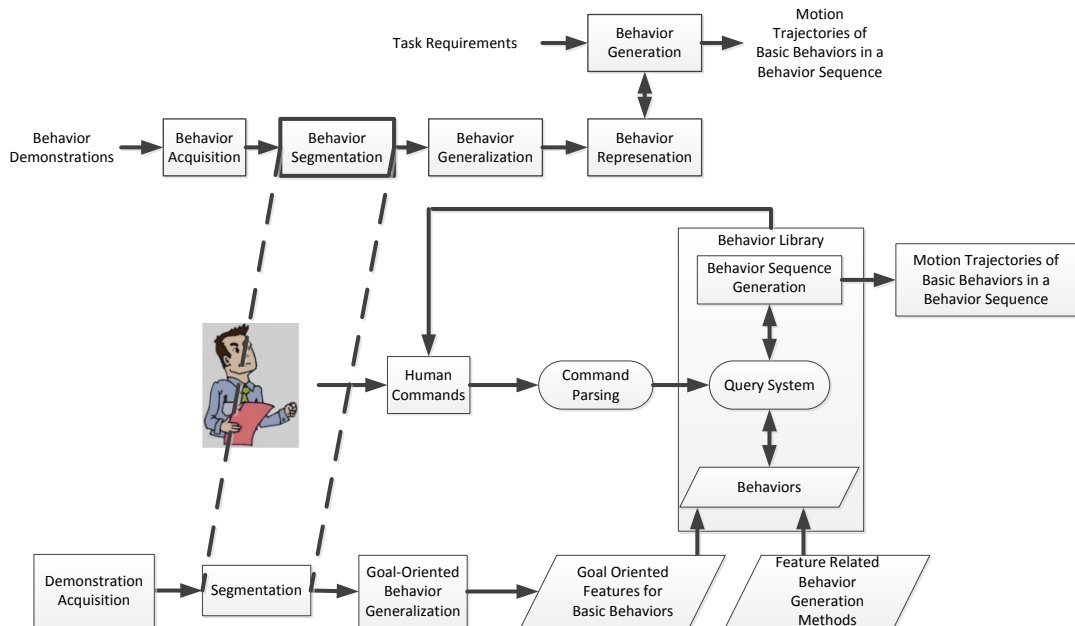 Task Requirements
Behavior
Generation
Motion
Trajectories of
Basic Behaviors in a
Behavior Sequence
Behavior
Demonstrations
Behavior
Acquisition
Behavior
Segmentation
Behavior
Generalization
Behavior
Represenation
Behavior Library
Behavior Sequence
Generation
Motion Trajectories of
Basic Behaviors in a
Behavior Sequence
Human
Commands
Command
Parsing
Query System
Behaviors
Demonstration
Acquisition
Segmentation
Goal-Oriented
Behavior
Generalization
Goal Oriented
Features for
Basic Behaviors
Feature Related
Behavior
Generation
Methods